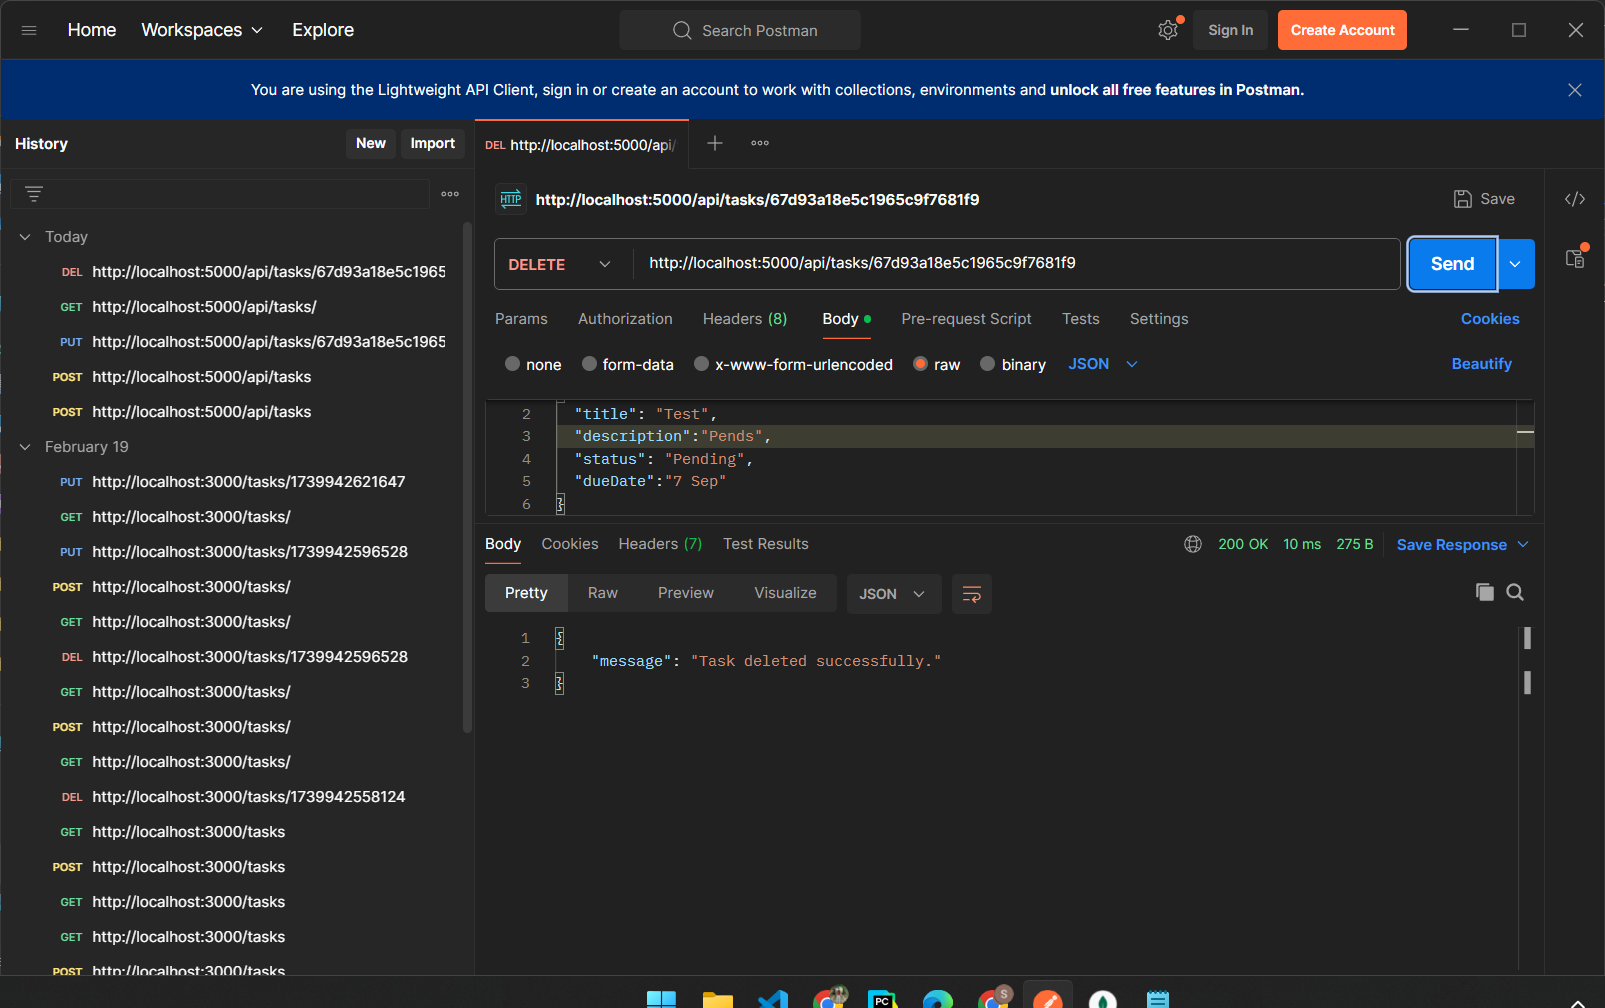 Home
Workspaces
Explore
Search Postman
Sign In
Create Account
You are using the Lightweight API Client, sign in or create an account to work with collections, environments and unlock all free features in Postman.
History
New
Import
Today
DEL http://localhost:5000/api/tasks/67d93a18e5c1965
GET http://localhost:5000/api/tasks/
PUT http://localhost:5000/api/tasks/67d93a18e5c1965
POST http://localhost:5000/api/tasks
POST http://localhost:5000/api/tasks
February 19
PUT http://localhost:3000/tasks/1739942621647
GET http://localhost:3000/tasks/
PUT http://localhost:3000/tasks/1739942596528
POST http://localhost:3000/tasks/
GET http://localhost:3000/tasks/
DEL http://localhost:3000/tasks/1739942596528
GET http://localhost:3000/tasks/
POST http://localhost:3000/tasks/
GET http://localhost:3000/tasks/
DEL http://localhost:3000/tasks/1739942558124
GET http://localhost:3000/tasks
POST http://localhost:3000/tasks
GET http://localhost:3000/tasks
GET http://localhost:3000/tasks
POST http://localhost:3000/tasks
DEL http://localhost:5000/api/
HTTP http://localhost:5000/api/tasks/67d93a18e5c1965c9f7681f9
Save
</>
DELETE
http://localhost:5000/api/tasks/67d93a18e5c1965c9f7681f9
Send
Params
Authorization
Headers (8)
Body
Pre-request Script
Tests
Settings
Cookies
none
form-data
x-www-form-urlencoded
raw
binary
JSON
Beautify
2 "title": "Test",
3 "description":"Pends",
4 "status": "Pending",
5 "dueDate":"7 Sep"
6 }
Body
Cookies
Headers (7)
Test Results
200 OK
10 ms
275 B
Save Response
Pretty
Raw
Preview
Visualize
JSON
1 {
2 "message": "Task deleted successfully."
3 }
PC
S